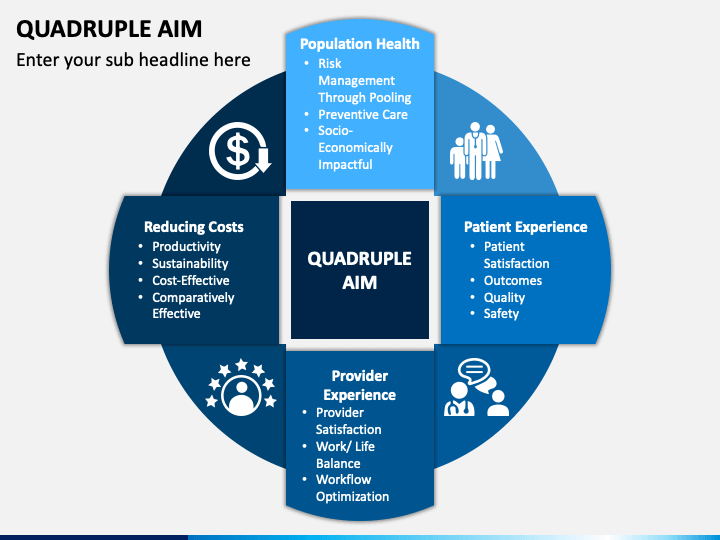 QUADRUPLE AIM
Enter your sub headline here
Population Health
• Risk
Management
Through Pooling
• Preventive Care
• Socio-
Economically
Impactful
$
Reducing Costs
• Productivity
• Sustainability
• Cost-Effective
• Comparatively
Effective
QUADRUPLE
AIM
Patient Experience
• Patient
Satisfaction
• Outcomes
• Quality
• Safety
Provider
Experience
• Provider
Satisfaction
• Work/ Life
Balance
• Workflow
Optimization